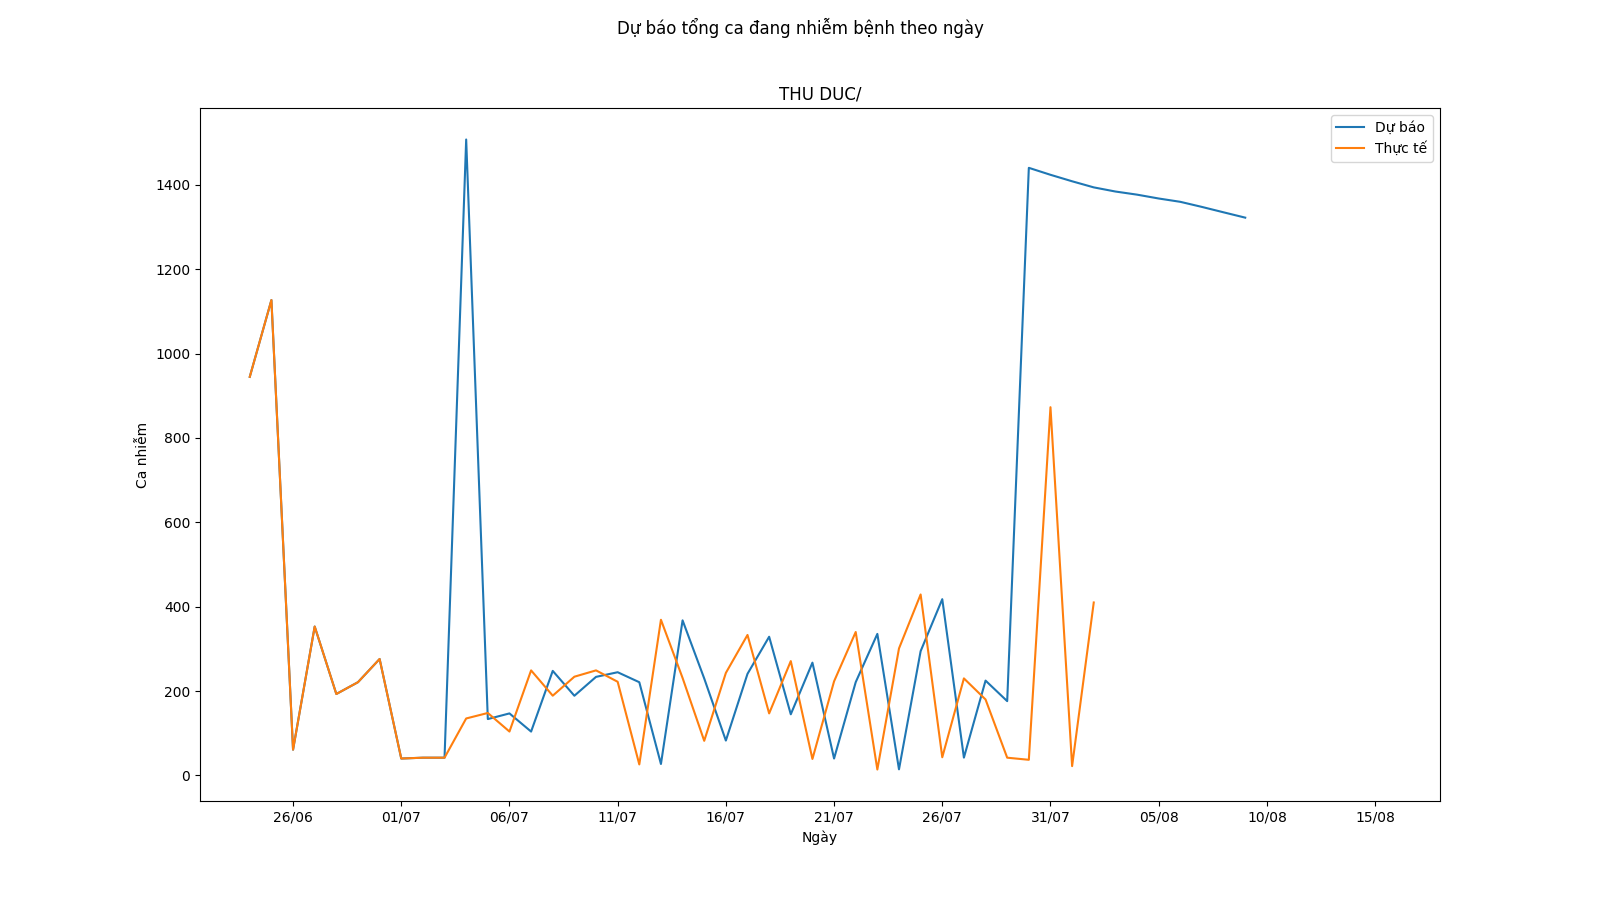 Dự báo tổng ca đang nhiễm bệnh theo ngày
THU DUC/
Dự báo
Thực tế
1400
1200
1000
800
600
400
200
0
Ca nhiễm
26/06 01/07 06/07 11/07 16/07 21/07 26/07 31/07 05/08 10/08 15/08
Ngày